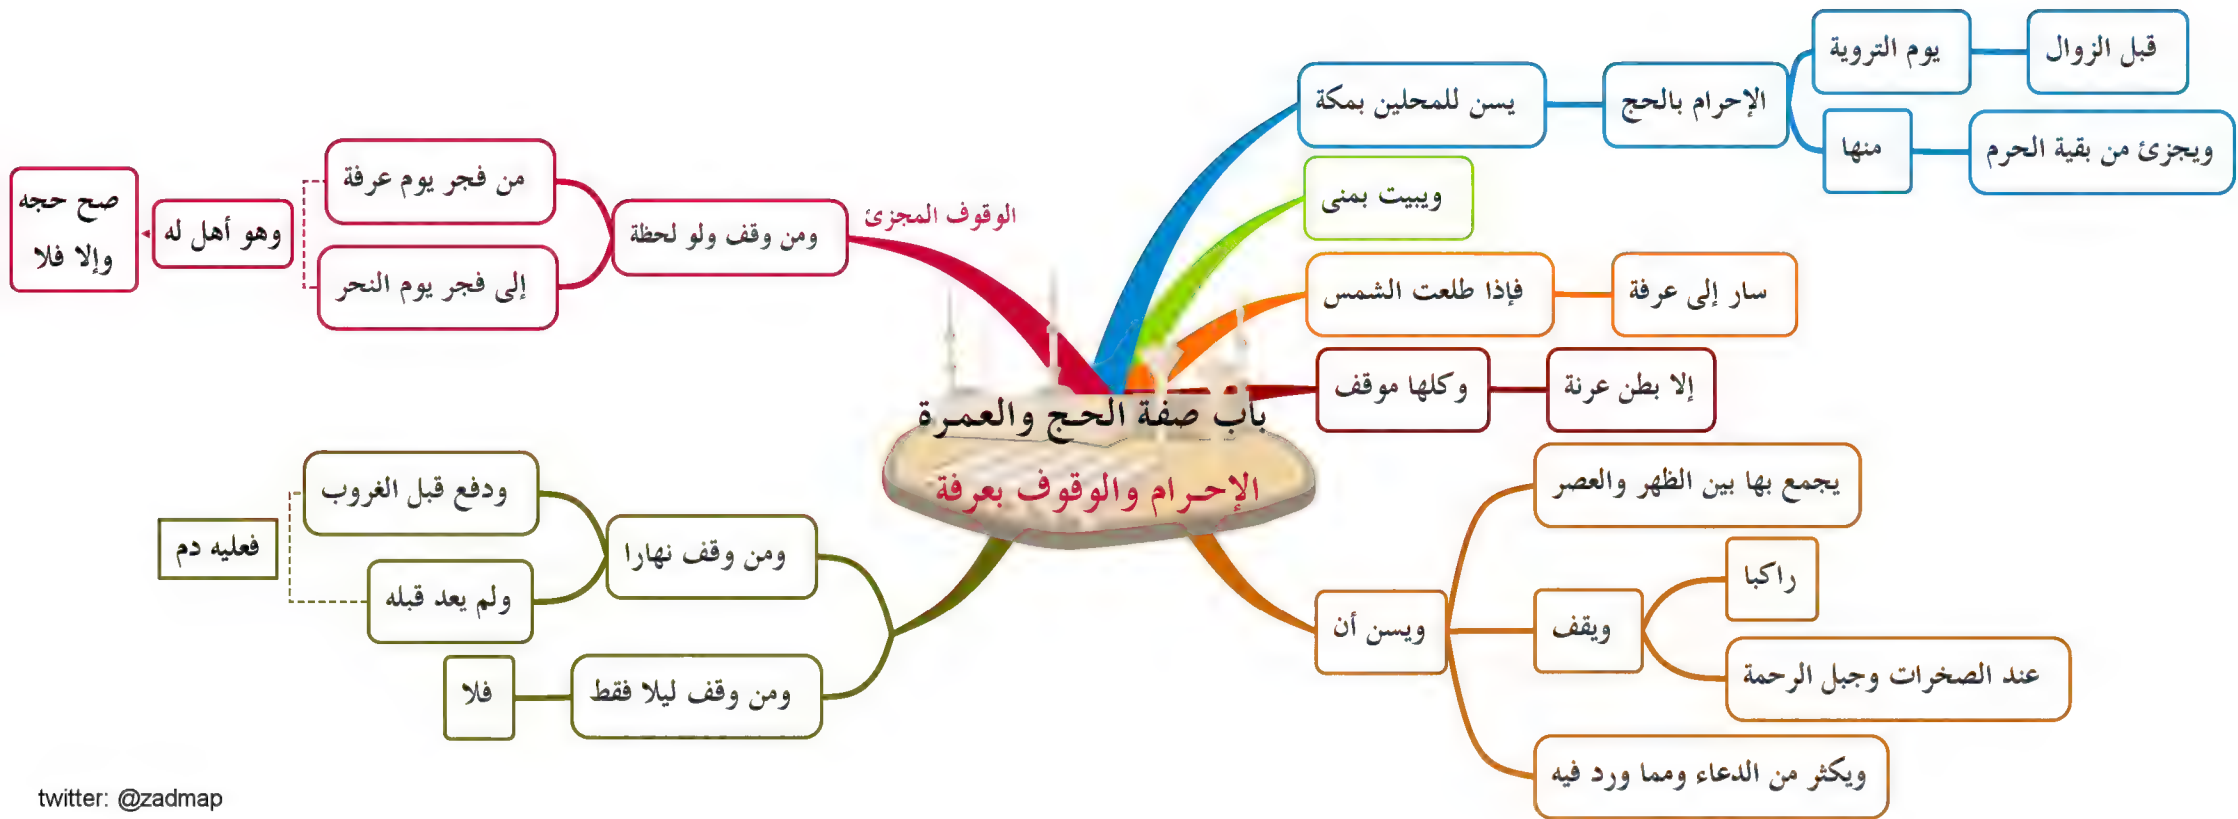 باب صفة الحج والعمرة
الإحرام والوقوف بعرفة
يسن للمحلين بمكة
الإحرام بالحج
يوم التروية
قبل الزوال
منها
ويجزئ من بقية الحرم
ويبيت بمنى
فإذا طلعت الشمس
سار إلى عرفة
وكلها موقف
إلا بطن عرنة
ويسن أن
يجمع بها بين الظهر والعصر
ويقف
راكبا
عند الصخرات وجبل الرحمة
ويكثر من الدعاء ومما ورد فيه
الوقوف المجزئ
ومن وقف ولو لحظة
من فجر يوم عرفة
إلى فجر يوم النحر
وهو أهل له
صح حجه
وإلا فلا
ومن وقف نهارا
ودفع قبل الغروب
ولم يعد قبله
فعليه دم
ومن وقف ليلا فقط
فلا
twitter: @zadmap